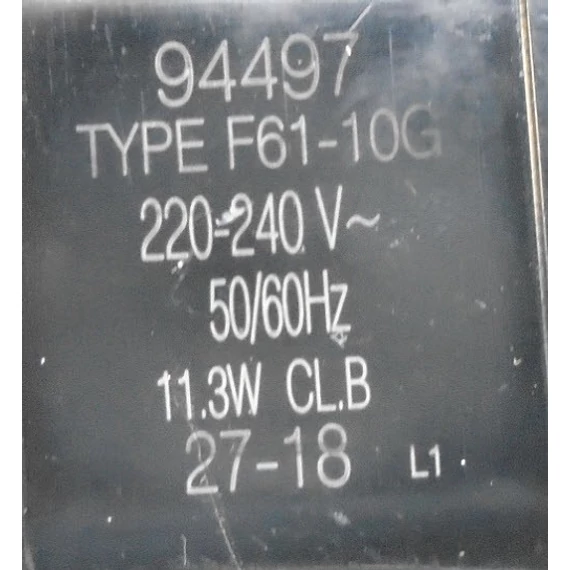 94497
TYPE F61-10G
220-240 V~
50/60Hz
11.3W CL.B
27-18 L1